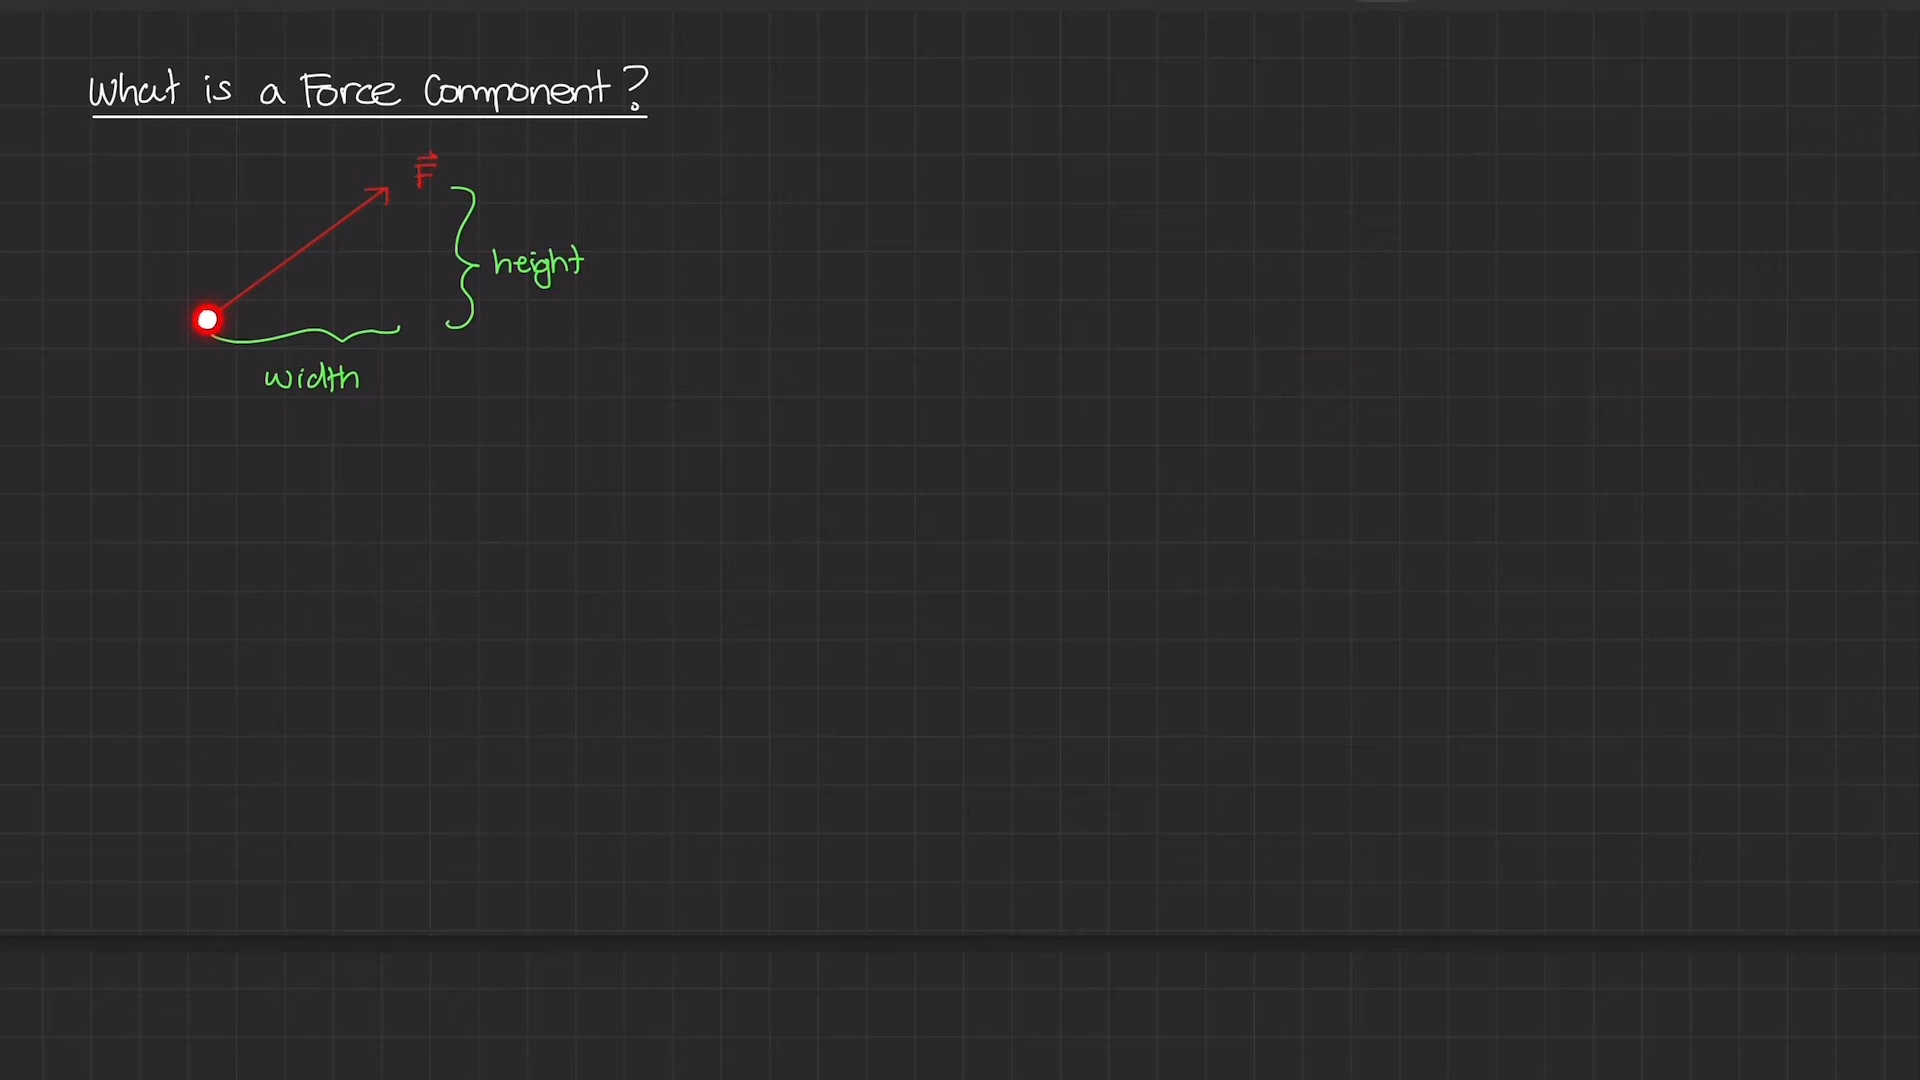 What is a Force Component?
F⃗
height
width